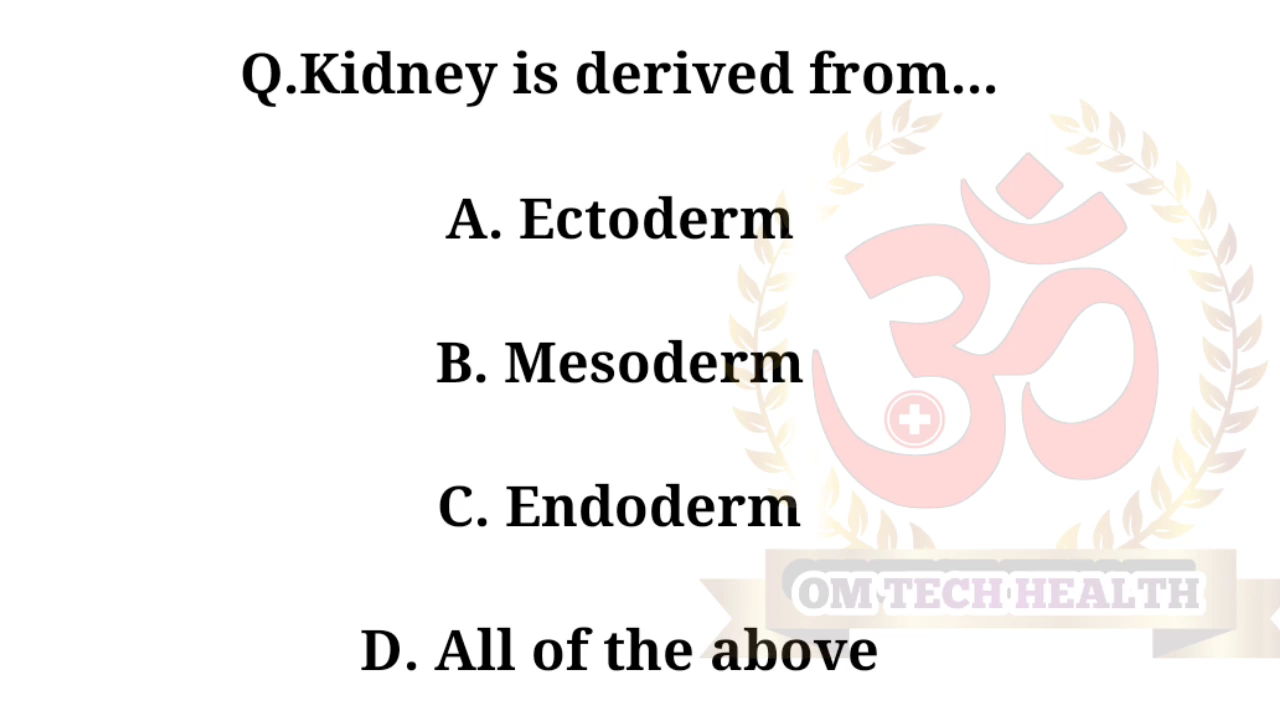 Q.Kidney is derived from...
A. Ectoderm
B. Mesoderm
C. Endoderm
OM TECH HEALTH
D. All of the above